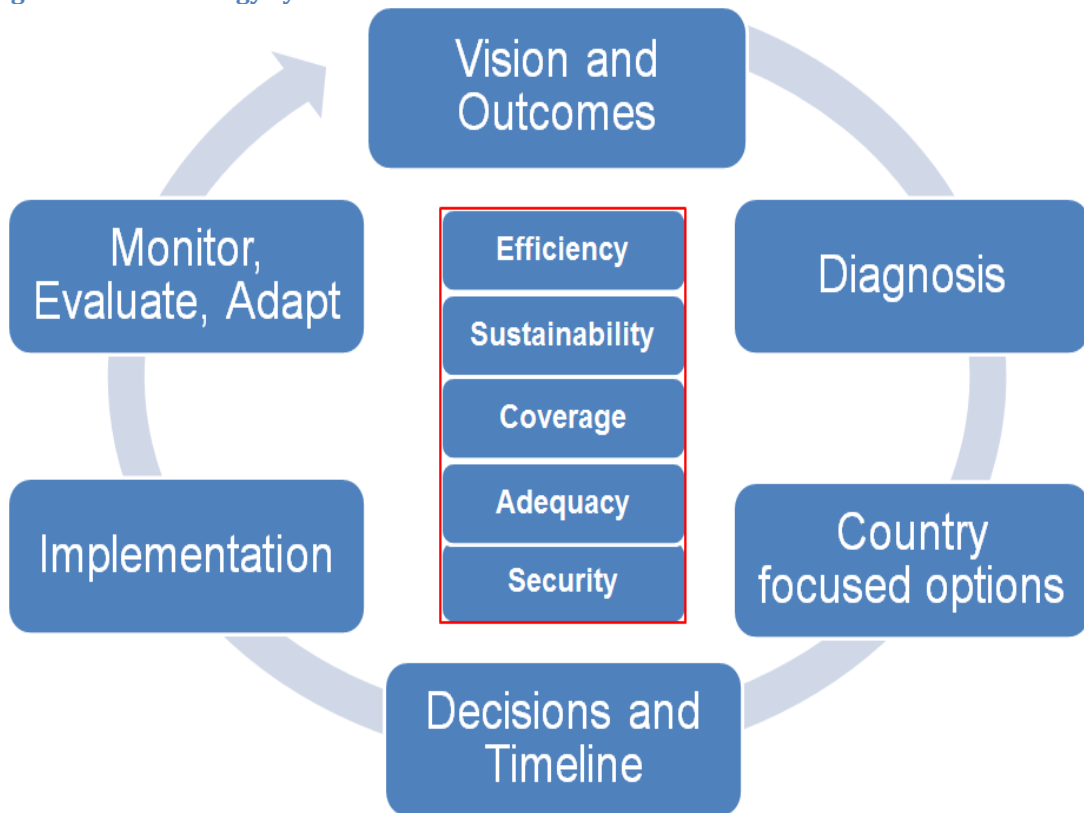 Vision and
Outcomes
Diagnosis
Country
focused options
Decisions and
Timeline
Implementation
Monitor,
Evaluate, Adapt
Efficiency
Sustainability
Coverage
Adequacy
Security